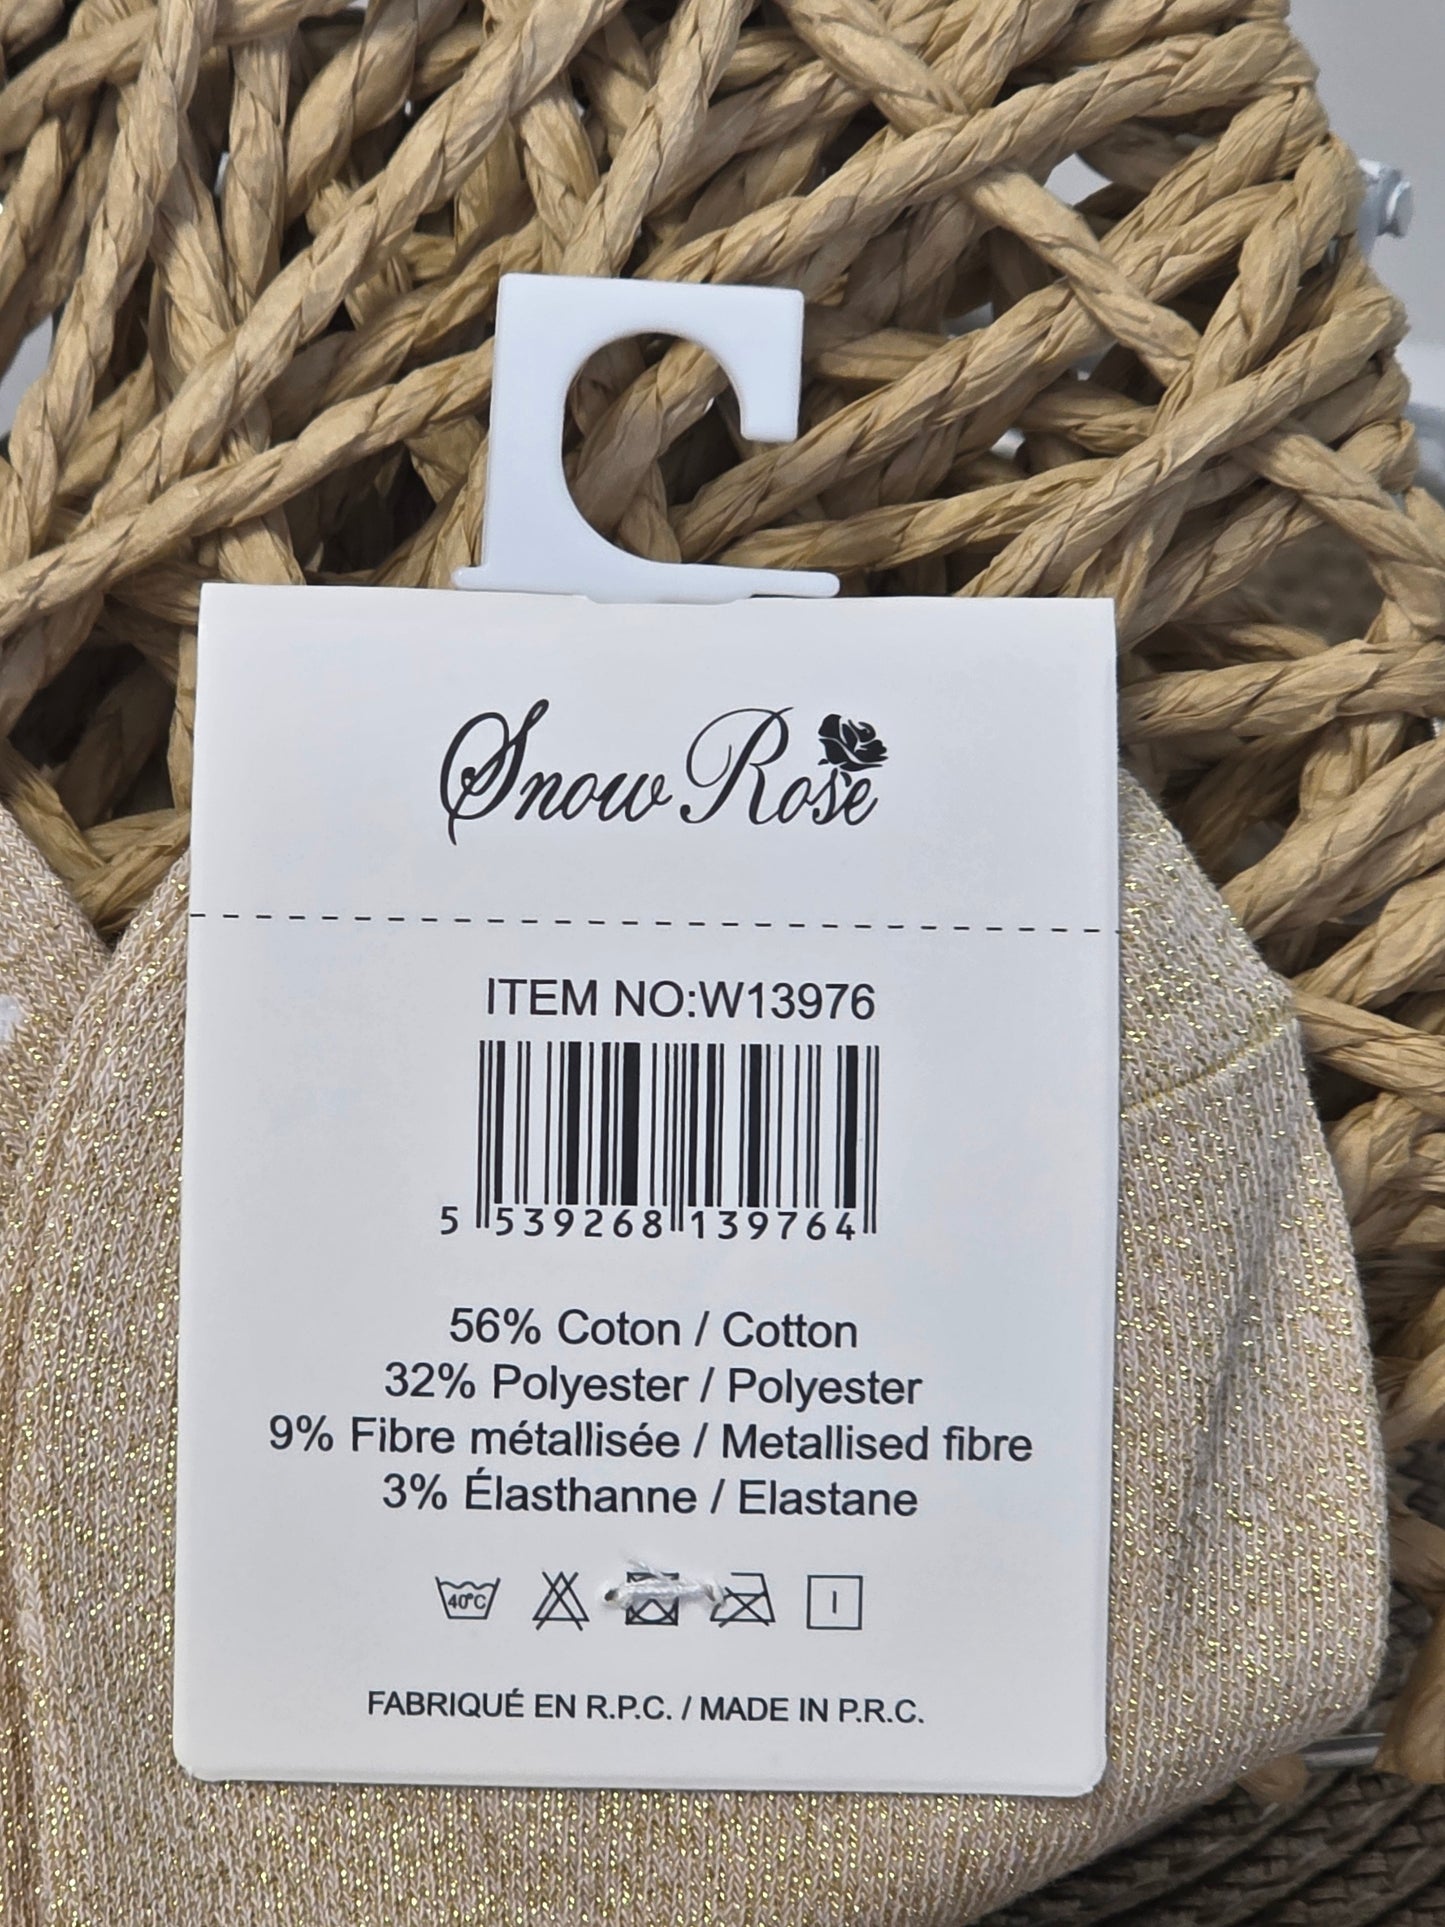 Snow Rose
ITEM NO:W13976
5 539268 139764
56% Coton / Cotton
32% Polyester / Polyester
9% Fibre métallisée / Metallised fibre
3% Élasthanne / Elastane
40°C
FABRIQUÉ EN R.P.C. / MADE IN P.R.C.